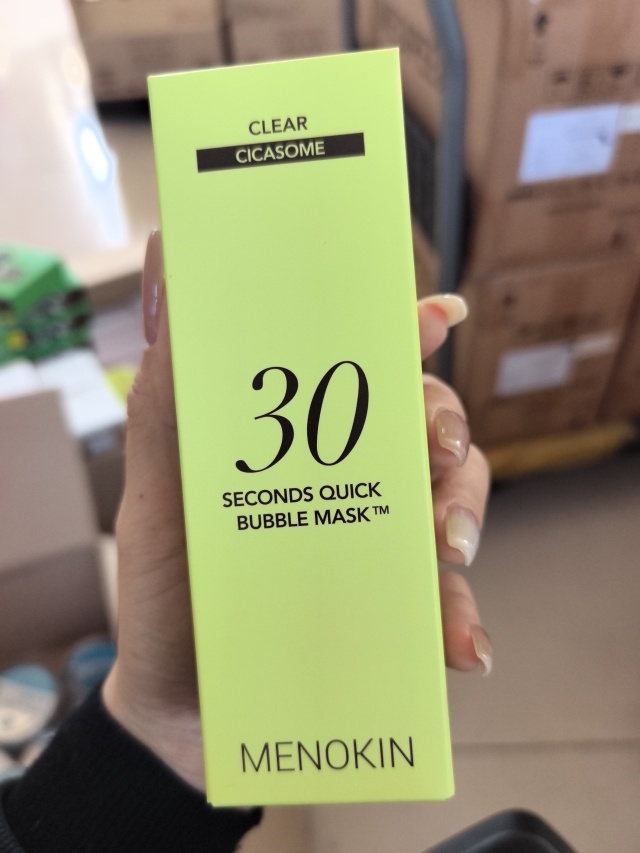 CLEAR
CICASOME
30
SECONDS QUICK
BUBBLE MASK™
MENOKIN